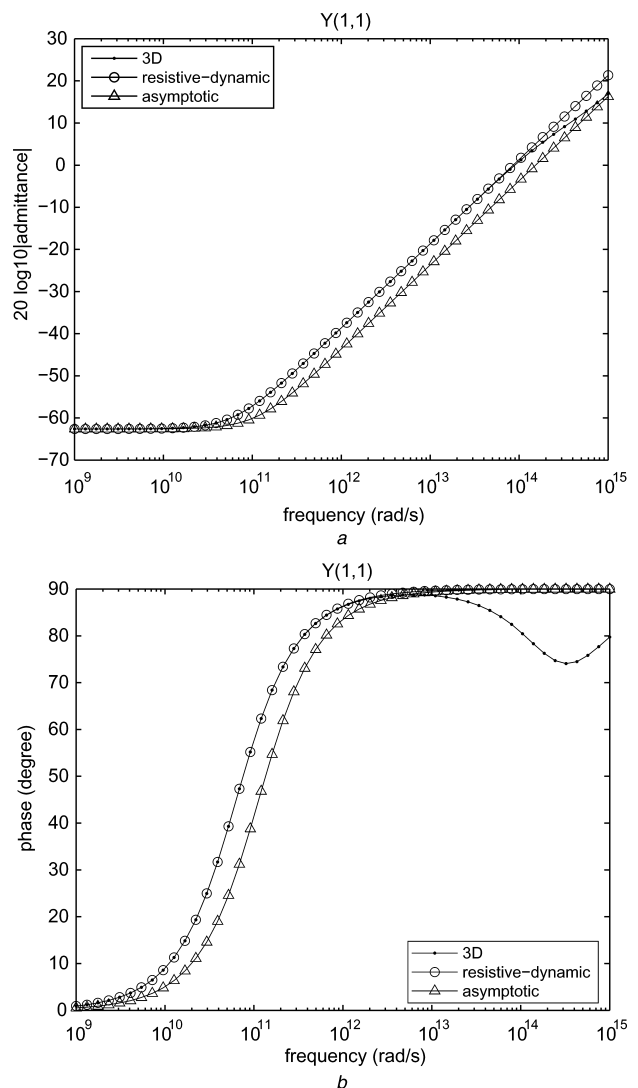 Y(1,1)
30
20
10
0
−10
−20
−30
−40
−50
−60
−70
20 log10|admittance|
3D
resistive−dynamic
asymptotic
10^9 10^10 10^11 10^12 10^13 10^14 10^15
frequency (rad/s)
a
Y(1,1)
90
80
70
60
50
40
30
20
10
0
phase (degree)
3D
resistive−dynamic
asymptotic
10^9 10^10 10^11 10^12 10^13 10^14 10^15
frequency (rad/s)
b